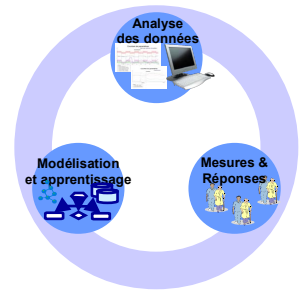 Analyse
des données
Modélisation
et apprentissage
Mesures &
Réponses